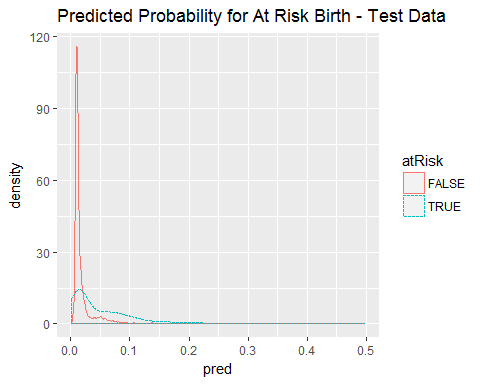 Predicted Probability for At Risk Birth - Test Data
120
90
60
30
0
density
0.0 0.1 0.2 0.3 0.4 0.5
pred
atRisk
FALSE
TRUE